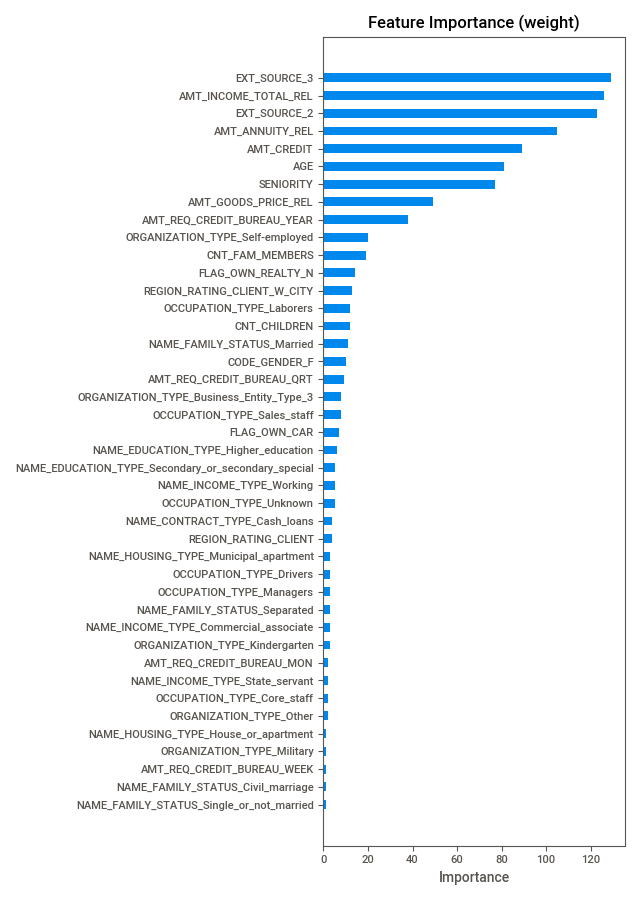 Feature Importance (weight)
EXT_SOURCE_3
AMT_INCOME_TOTAL_REL
EXT_SOURCE_2
AMT_ANNUITY_REL
AMT_CREDIT
AGE
SENIORITY
AMT_GOODS_PRICE_REL
AMT_REQ_CREDIT_BUREAU_YEAR
ORGANIZATION_TYPE_Self-employed
CNT_FAM_MEMBERS
FLAG_OWN_REALTY_N
REGION_RATING_CLIENT_W_CITY
OCCUPATION_TYPE_Laborers
CNT_CHILDREN
NAME_FAMILY_STATUS_Married
CODE_GENDER_F
AMT_REQ_CREDIT_BUREAU_QRT
ORGANIZATION_TYPE_Business_Entity_Type_3
OCCUPATION_TYPE_Sales_staff
FLAG_OWN_CAR
NAME_EDUCATION_TYPE_Higher_education
NAME_EDUCATION_TYPE_Secondary_or_secondary_special
NAME_INCOME_TYPE_Working
OCCUPATION_TYPE_Unknown
NAME_CONTRACT_TYPE_Cash_loans
REGION_RATING_CLIENT
NAME_HOUSING_TYPE_Municipal_apartment
OCCUPATION_TYPE_Drivers
OCCUPATION_TYPE_Managers
NAME_FAMILY_STATUS_Separated
NAME_INCOME_TYPE_Commercial_associate
ORGANIZATION_TYPE_Kindergarten
AMT_REQ_CREDIT_BUREAU_MON
NAME_INCOME_TYPE_State_servant
OCCUPATION_TYPE_Core_staff
ORGANIZATION_TYPE_Other
NAME_HOUSING_TYPE_House_or_apartment
ORGANIZATION_TYPE_Military
AMT_REQ_CREDIT_BUREAU_WEEK
NAME_FAMILY_STATUS_Civil_marriage
NAME_FAMILY_STATUS_Single_or_not_married
0 20 40 60 80 100 120
Importance